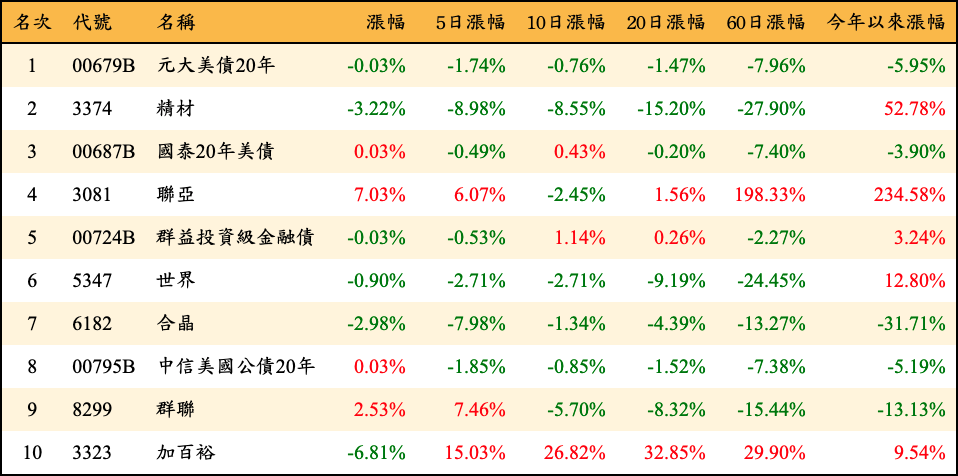 名次 代號 名稱 漲幅 5日漲幅 10日漲幅 20日漲幅 60日漲幅 今年以來漲幅
1 00679B 元大美債20年 -0.03% -1.74% -0.76% -1.47% -7.96% -5.95%
2 3374 精材 -3.22% -8.98% -8.55% -15.20% -27.90% 52.78%
3 00687B 國泰20年美債 0.03% -0.49% 0.43% -0.20% -7.40% -3.90%
4 3081 聯亞 7.03% 6.07% -2.45% 1.56% 198.33% 234.58%
5 00724B 群益投資級金融債 -0.03% -0.53% 1.14% 0.26% -2.27% 3.24%
6 5347 世界 -0.90% -2.71% -2.71% -9.19% -24.45% 12.80%
7 6182 合晶 -2.98% -7.98% -1.34% -4.39% -13.27% -31.71%
8 00795B 中信美國公債20年 0.03% -1.85% -0.85% -1.52% -7.38% -5.19%
9 8299 群聯 2.53% 7.46% -5.70% -8.32% -15.44% -13.13%
10 3323 加百裕 -6.81% 15.03% 26.82% 32.85% 29.90% 9.54%